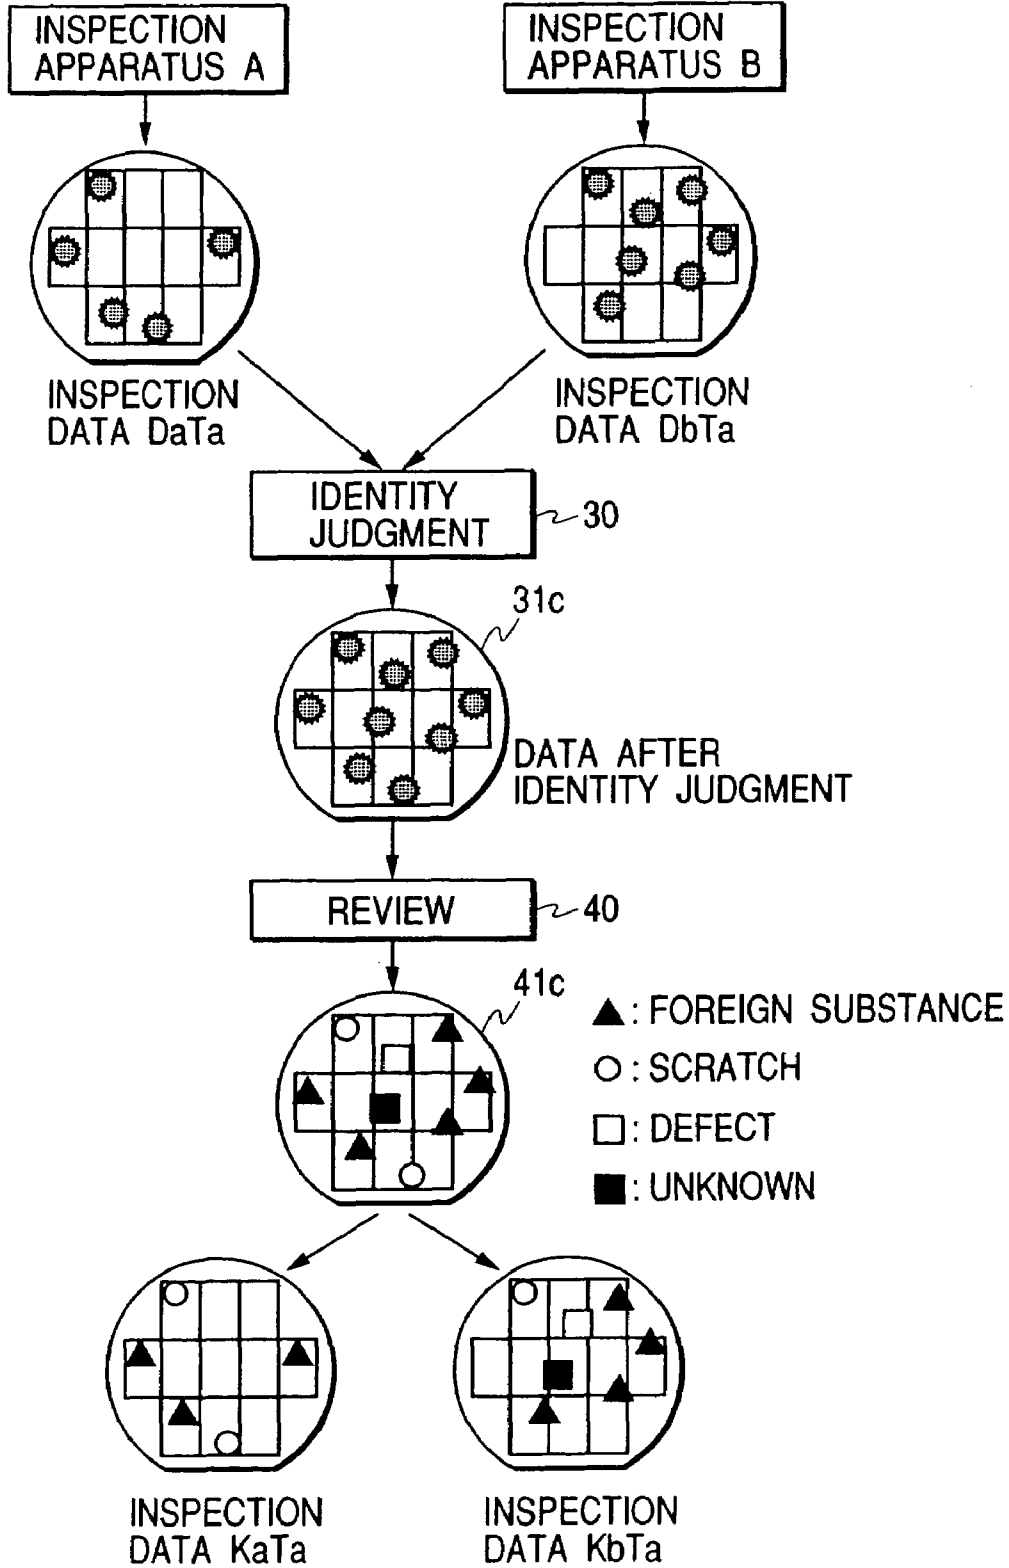 INSPECTION
APPARATUS A
INSPECTION
APPARATUS B
INSPECTION
DATA DaTa
INSPECTION
DATA DbTa
IDENTITY
JUDGMENT
30
31c
DATA AFTER
IDENTITY JUDGMENT
REVIEW
40
41c
: FOREIGN SUBSTANCE
: SCRATCH
: DEFECT
: UNKNOWN
INSPECTION
DATA KaTa
INSPECTION
DATA KbTa